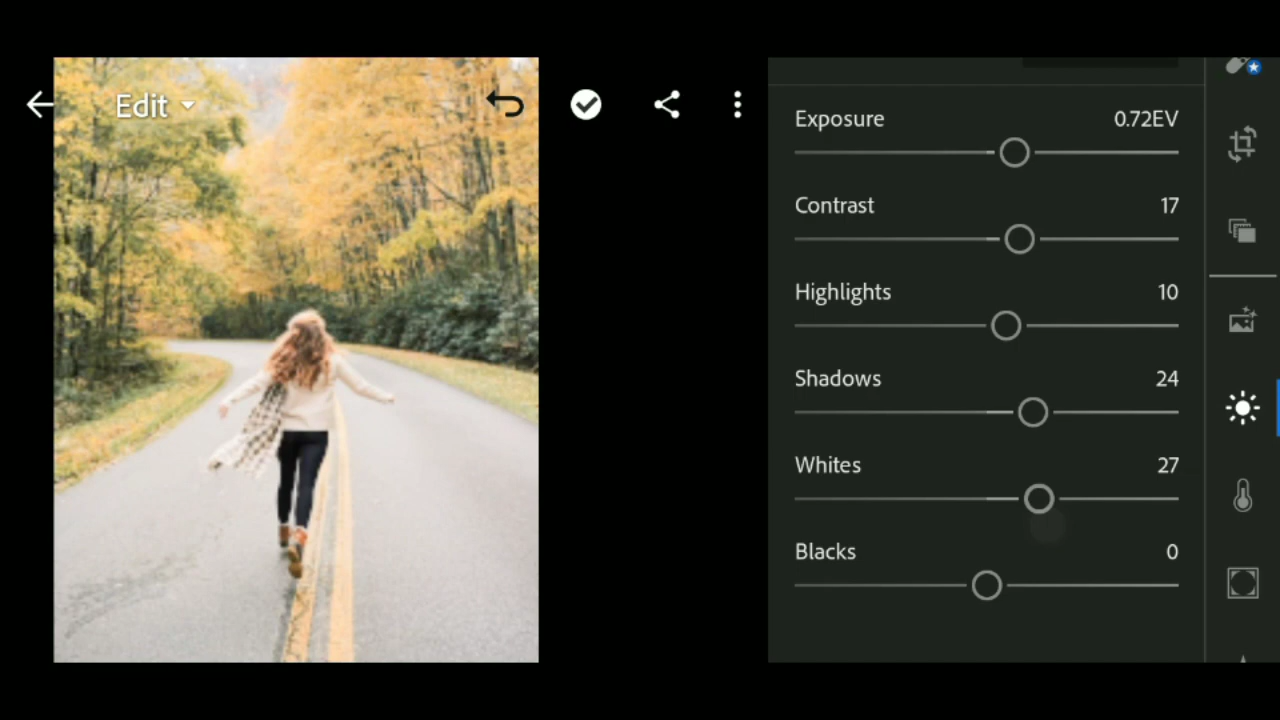 Edit
Exposure 0.72EV
Contrast 17
Highlights 10
Shadows 24
Whites 27
Blacks 0